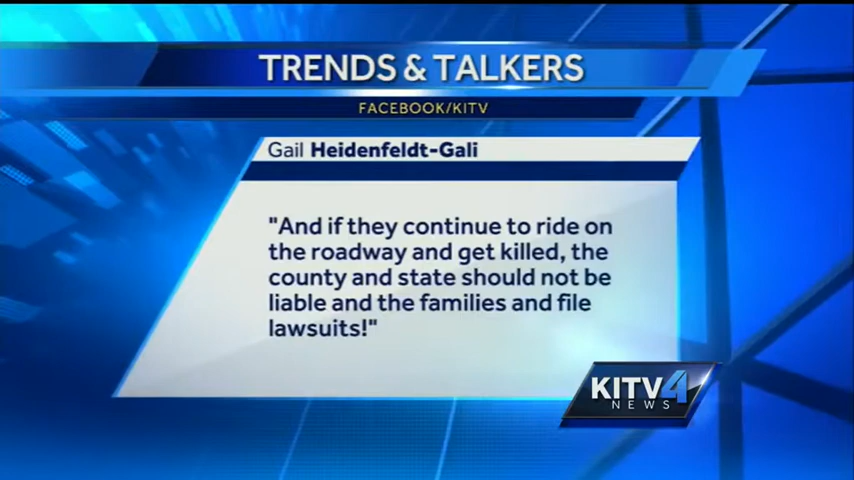 TRENDS & TALKERS
FACEBOOK/KITV
Gail Heidenfeldt-Gali
"And if they continue to ride on
the roadway and get killed, the
county and state should not be
liable and the families and file
lawsuits!"
KITV4
NEWS